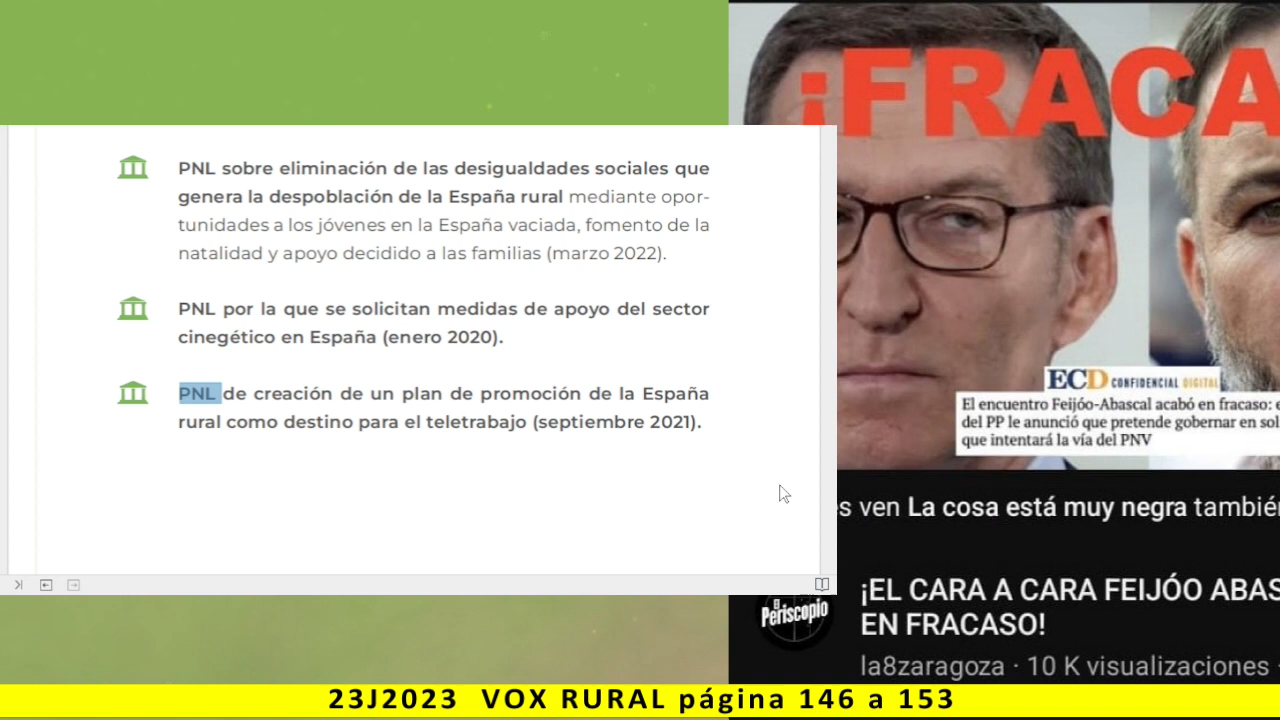 PNL sobre eliminación de las desigualdades sociales que
genera la despoblación de la España rural mediante opor-
tunidades a los jóvenes en la España vaciada, fomento de la
natalidad y apoyo decidido a las familias (marzo 2022).
PNL por la que se solicitan medidas de apoyo del sector
cinegético en España (enero 2020).
PNL de creación de un plan de promoción de la España
rural como destino para el teletrabajo (septiembre 2021).
¡FRACA
ECD CONFIDENCIAL DIGITAL
El encuentro Feijóo-Abascal acabó en fracaso: e
del PP le anunció que pretende gobernar en sol
que intentará la vía del PNV
s ven La cosa está muy negra también
El Periscopio
¡EL CARA A CARA FEIJÓO ABAS
EN FRACASO!
la8zaragoza · 10 K visualizaciones ·
23J2023 VOX RURAL página 146 a 153